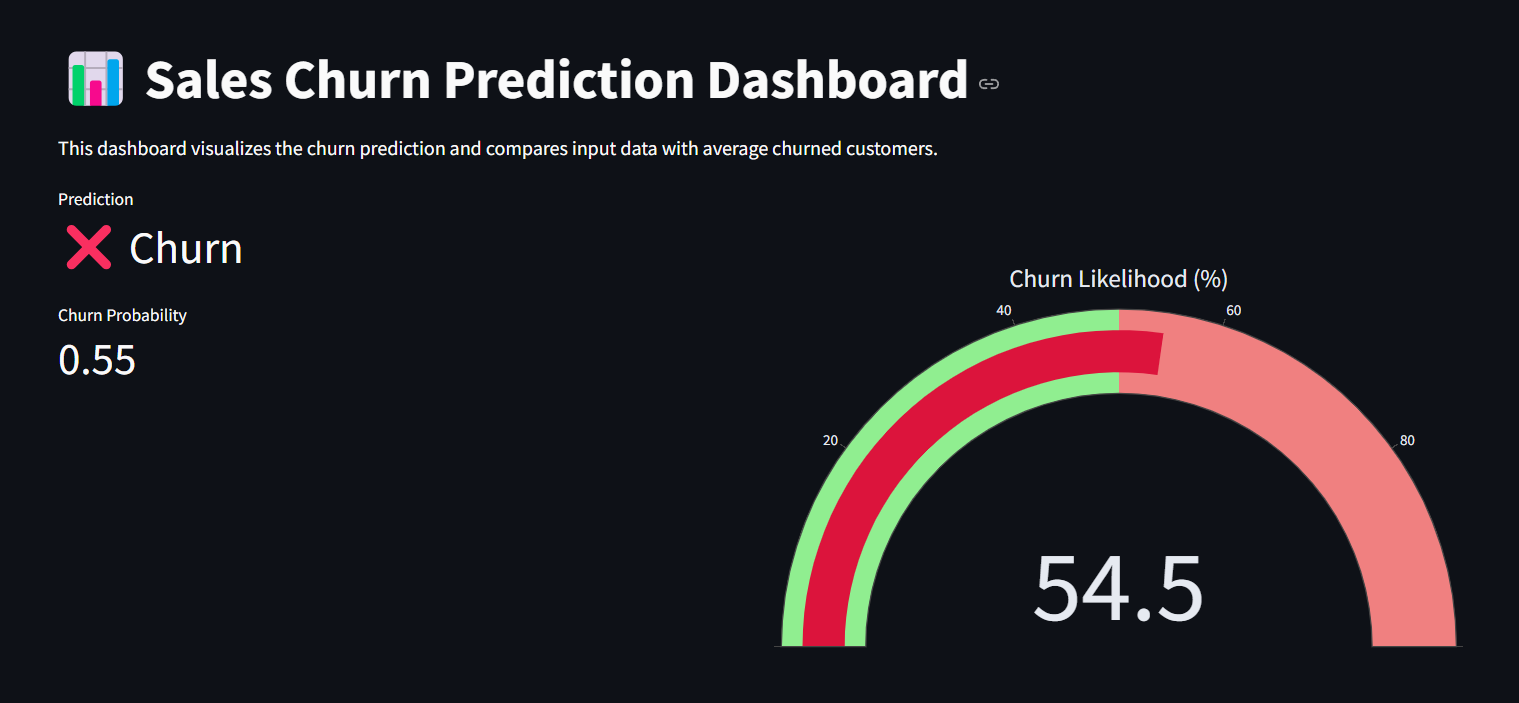 Sales Churn Prediction Dashboard
This dashboard visualizes the churn prediction and compares input data with average churned customers.
Prediction
Churn
Churn Probability
0.55
Churn Likelihood (%)
40
60
20
80
54.5